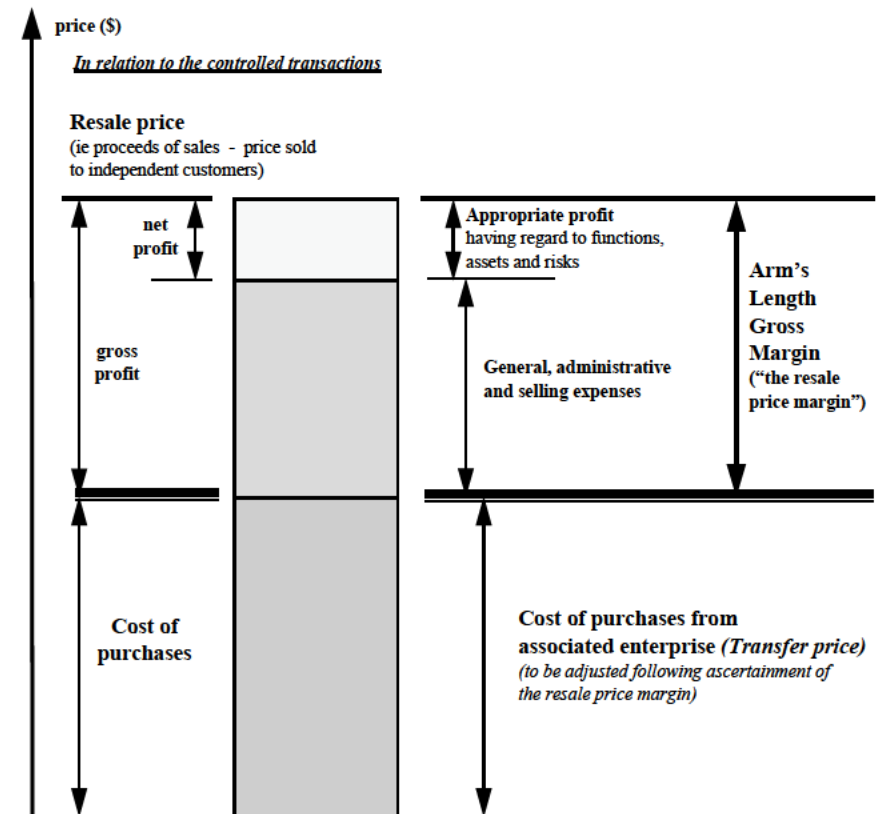 price ($)
In relation to the controlled transactions
Resale price
(ie proceeds of sales - price sold
to independent customers)
net
profit
Appropriate profit
having regard to functions,
assets and risks
Arm's
Length
Gross
Margin
("the resale
price margin")
gross
profit
General, administrative
and selling expenses
Cost of
purchases
Cost of purchases from
associated enterprise (Transfer price)
(to be adjusted following ascertainment of
the resale price margin)